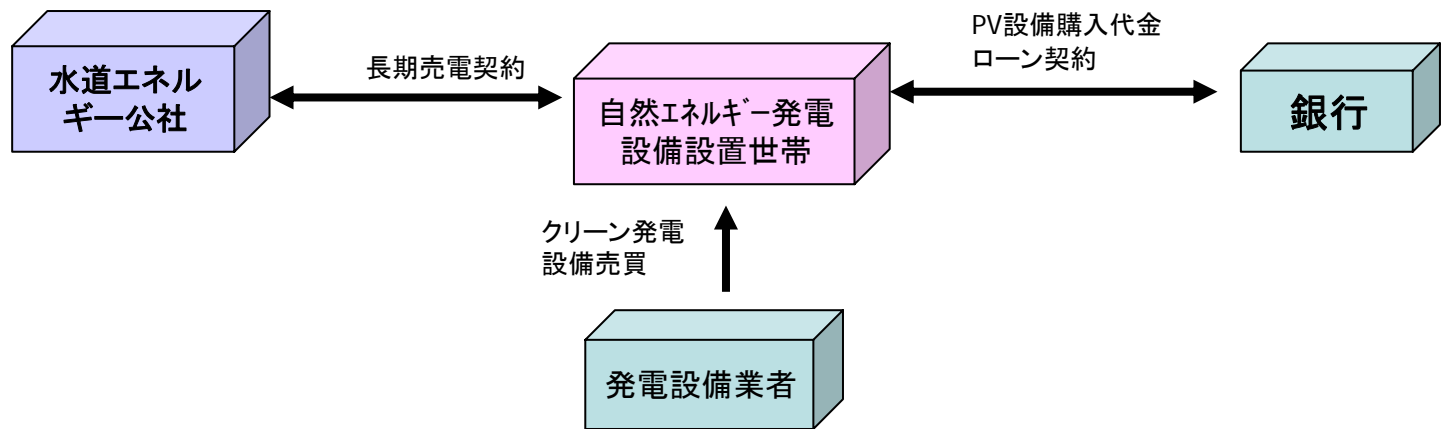 水道エネル
ギー公社
長期売電契約
自然ｴﾈﾙｷﾞｰ発電
設備設置世帯
PV設備購入代金
ローン契約
銀行
クリーン発電
設備売買
発電設備業者